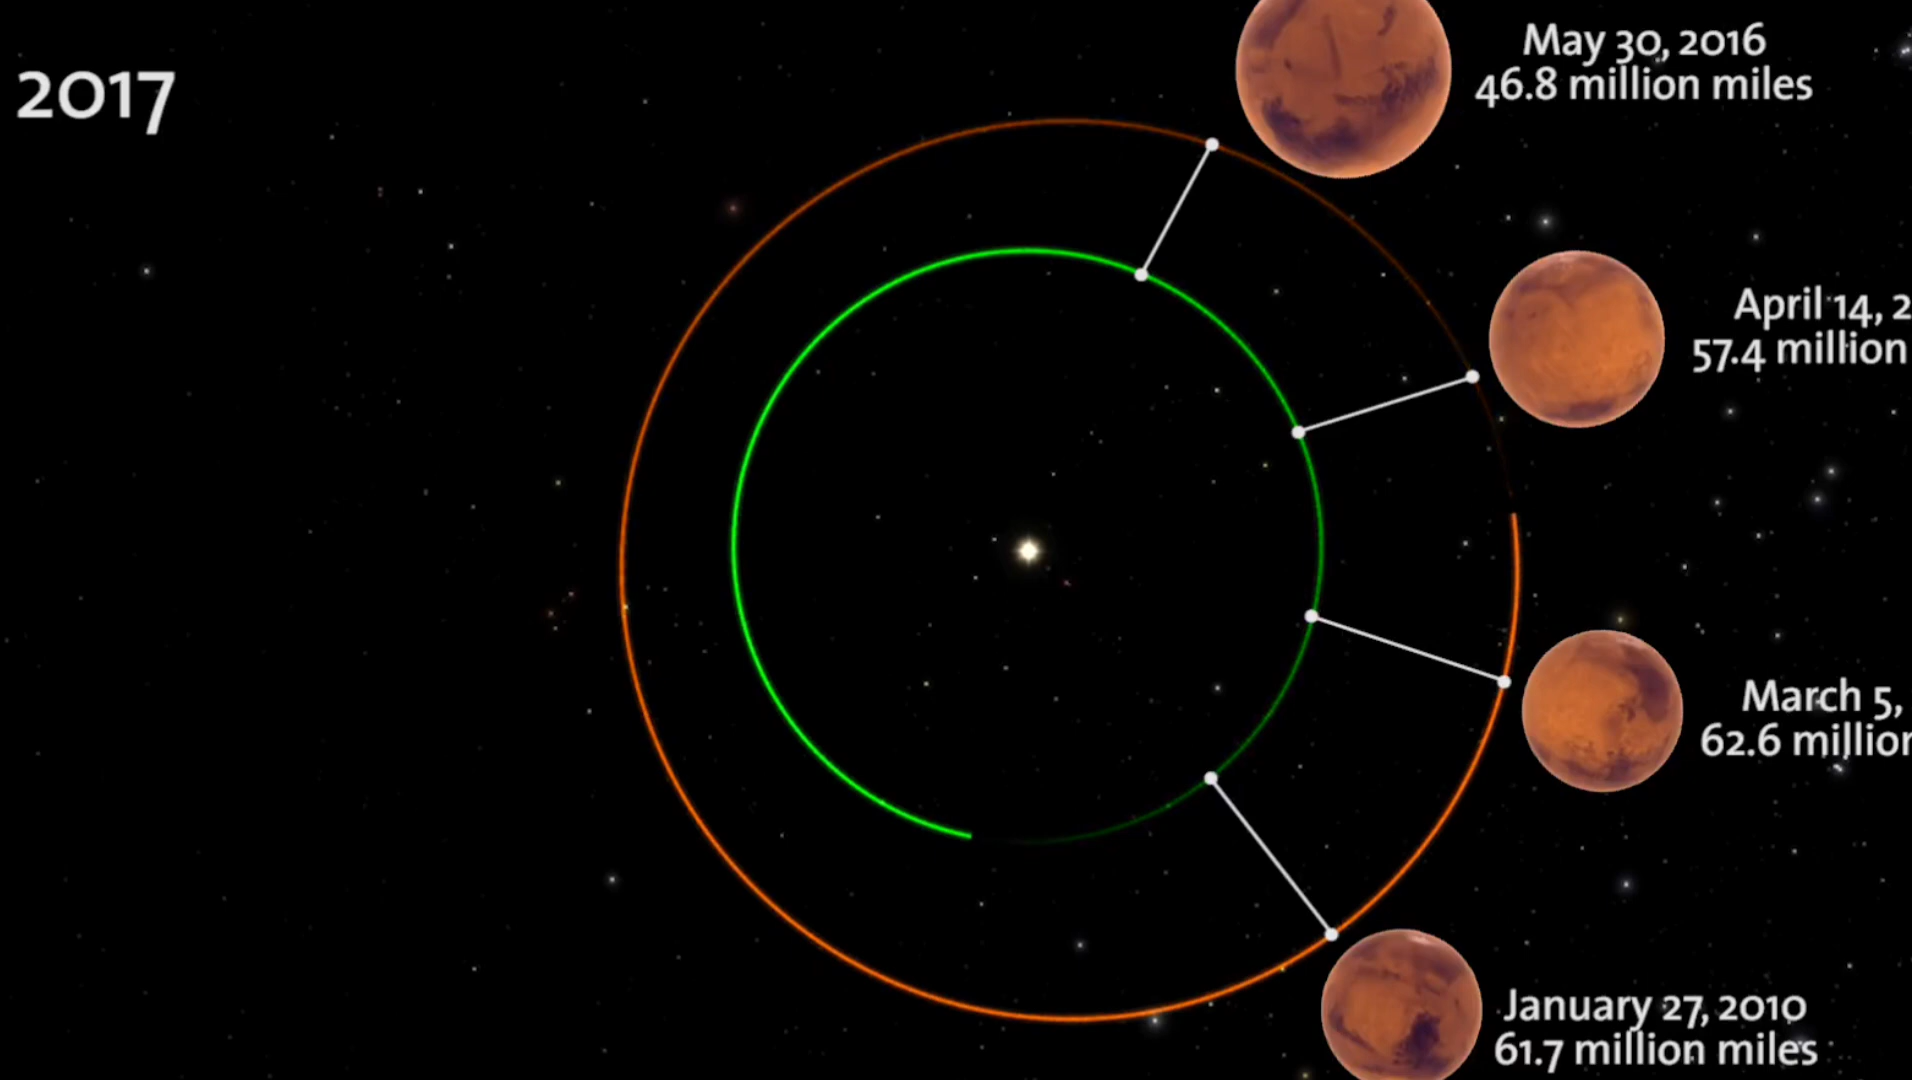 2017
May 30, 2016
46.8 million miles
April 14, 2
57.4 million
March 5,
62.6 million
January 27, 2010
61.7 million miles